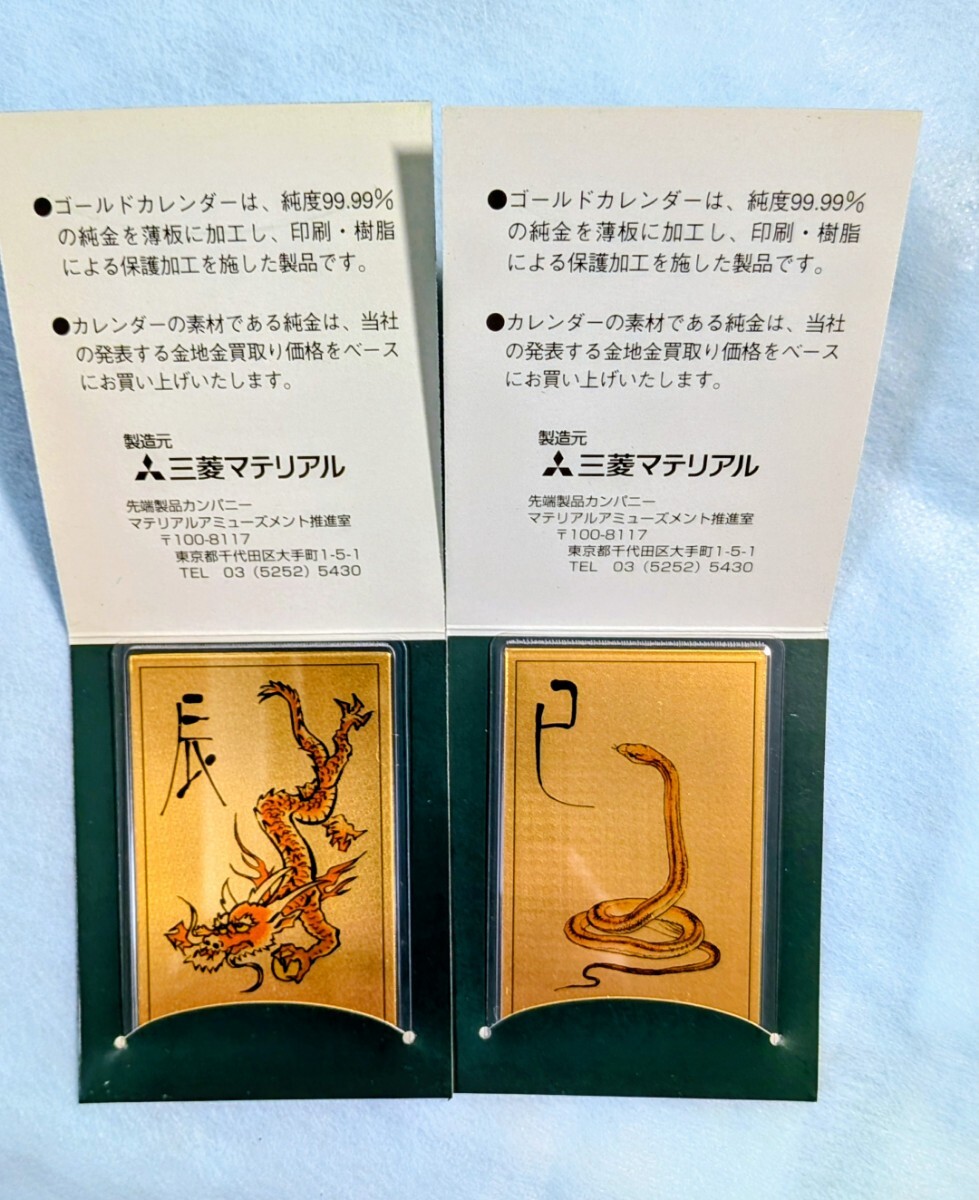 ●ゴールドカレンダーは、純度99.99%
の純金を薄板に加工し、印刷・樹脂
による保護加工を施した製品です。
●カレンダーの素材である純金は、当社
の発表する金地金買取り価格をベース
にお買い上げいたします。
製造元
三菱マテリアル
先端製品カンパニー
マテリアルアミューズメント推進室
〒100-8117
東京都千代田区大手町1-5-1
TEL 03(5252)5430
辰
●ゴールドカレンダーは、純度99.99%
の純金を薄板に加工し、印刷・樹脂
による保護加工を施した製品です。
●カレンダーの素材である純金は、当社
の発表する金地金買取り価格をベース
にお買い上げいたします。
製造元
三菱マテリアル
先端製品カンパニー
マテリアルアミューズメント推進室
〒100-8117
東京都千代田区大手町1-5-1
TEL 03(5252)5430
巳